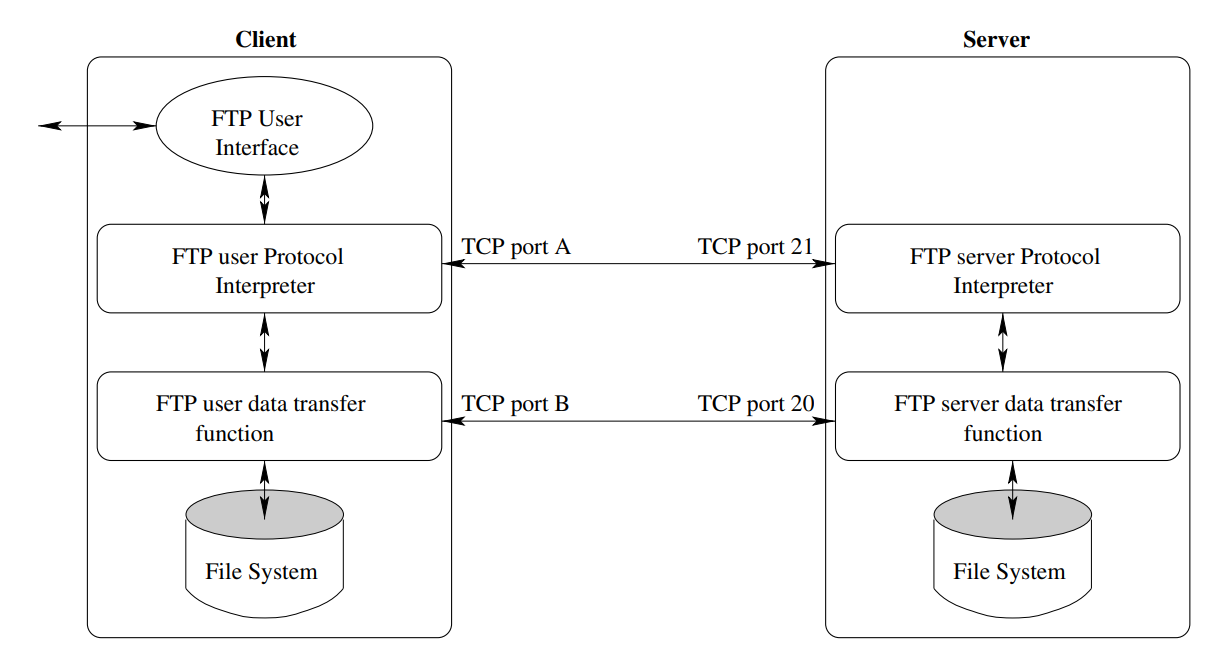 Client
Server
FTP User
Interface
FTP user Protocol
Interpreter
TCP port A
TCP port 21
FTP server Protocol
Interpreter
FTP user data transfer
function
TCP port B
TCP port 20
FTP server data transfer
function
File System
File System